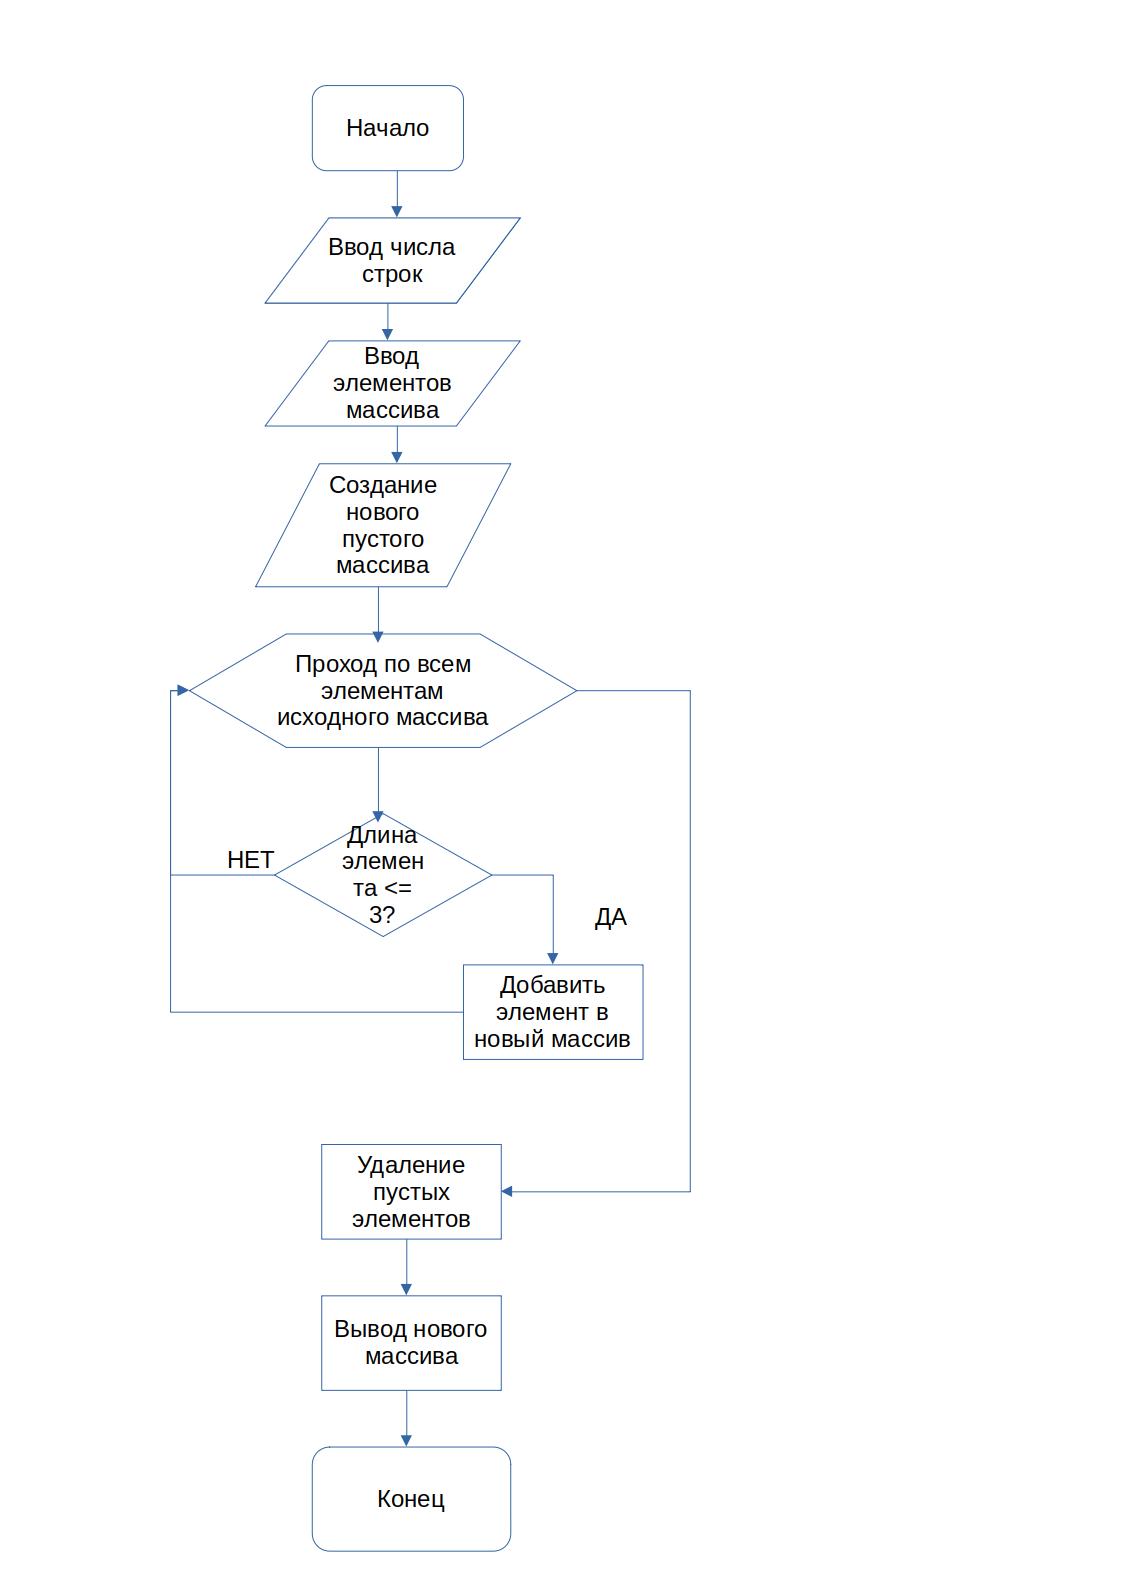 Начало
Ввод числа
строк
Ввод
элементов
массива
Создание
нового
пустого
массива
Проход по всем
элементам
исходного массива
Длина
элемен
та <=
3?
НЕТ
ДА
Добавить
элемент в
новый массив
Удаление
пустых
элементов
Вывод нового
массива
Конец